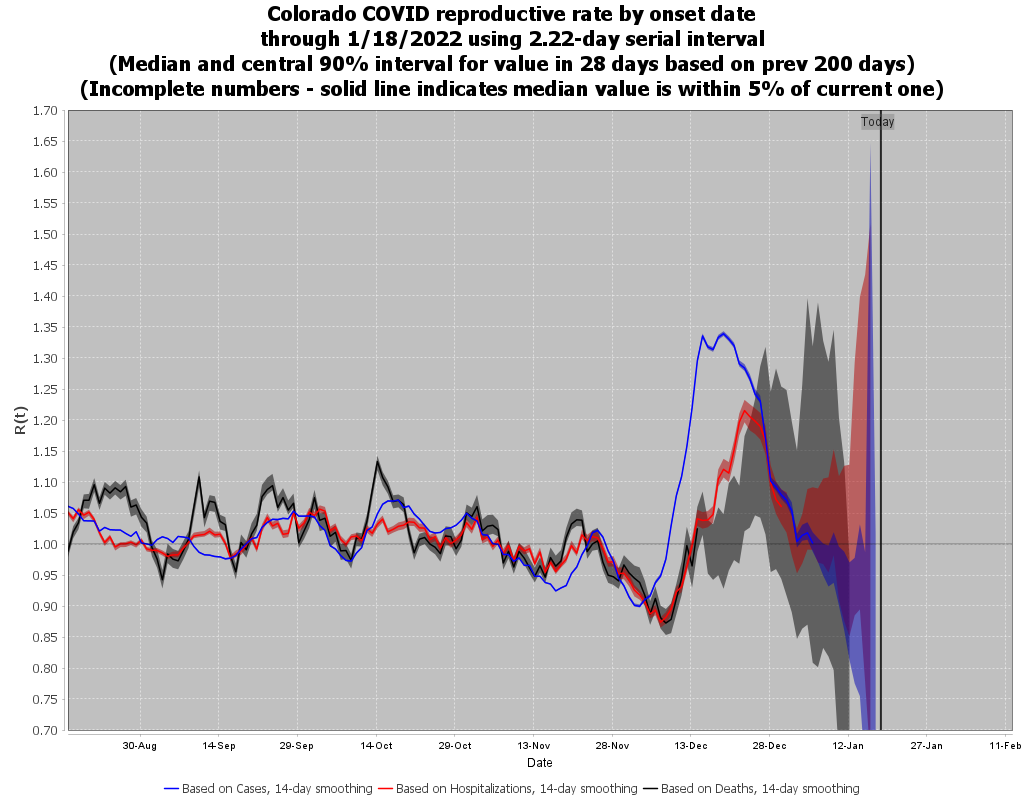 Colorado COVID reproductive rate by onset date
through 1/18/2022 using 2.22-day serial interval
(Median and central 90% interval for value in 28 days based on prev 200 days)
(Incomplete numbers - solid line indicates median value is within 5% of current one)
1.70
Today
1.65
1.60
1.55
1.50
1.45
1.40
1.35
1.30
1.25
1.20
R(t)
1.15
1.10
1.05
1.00
0.95
0.90
0.85
0.80
0.75
0.70
30-Aug 14-Sep 29-Sep 14-Oct 29-Oct 13-Nov 28-Nov 13-Dec 28-Dec 12-Jan 27-Jan 11-Feb
Date
Based on Cases, 14-day smoothing Based on Hospitalizations, 14-day smoothing Based on Deaths, 14-day smoothing